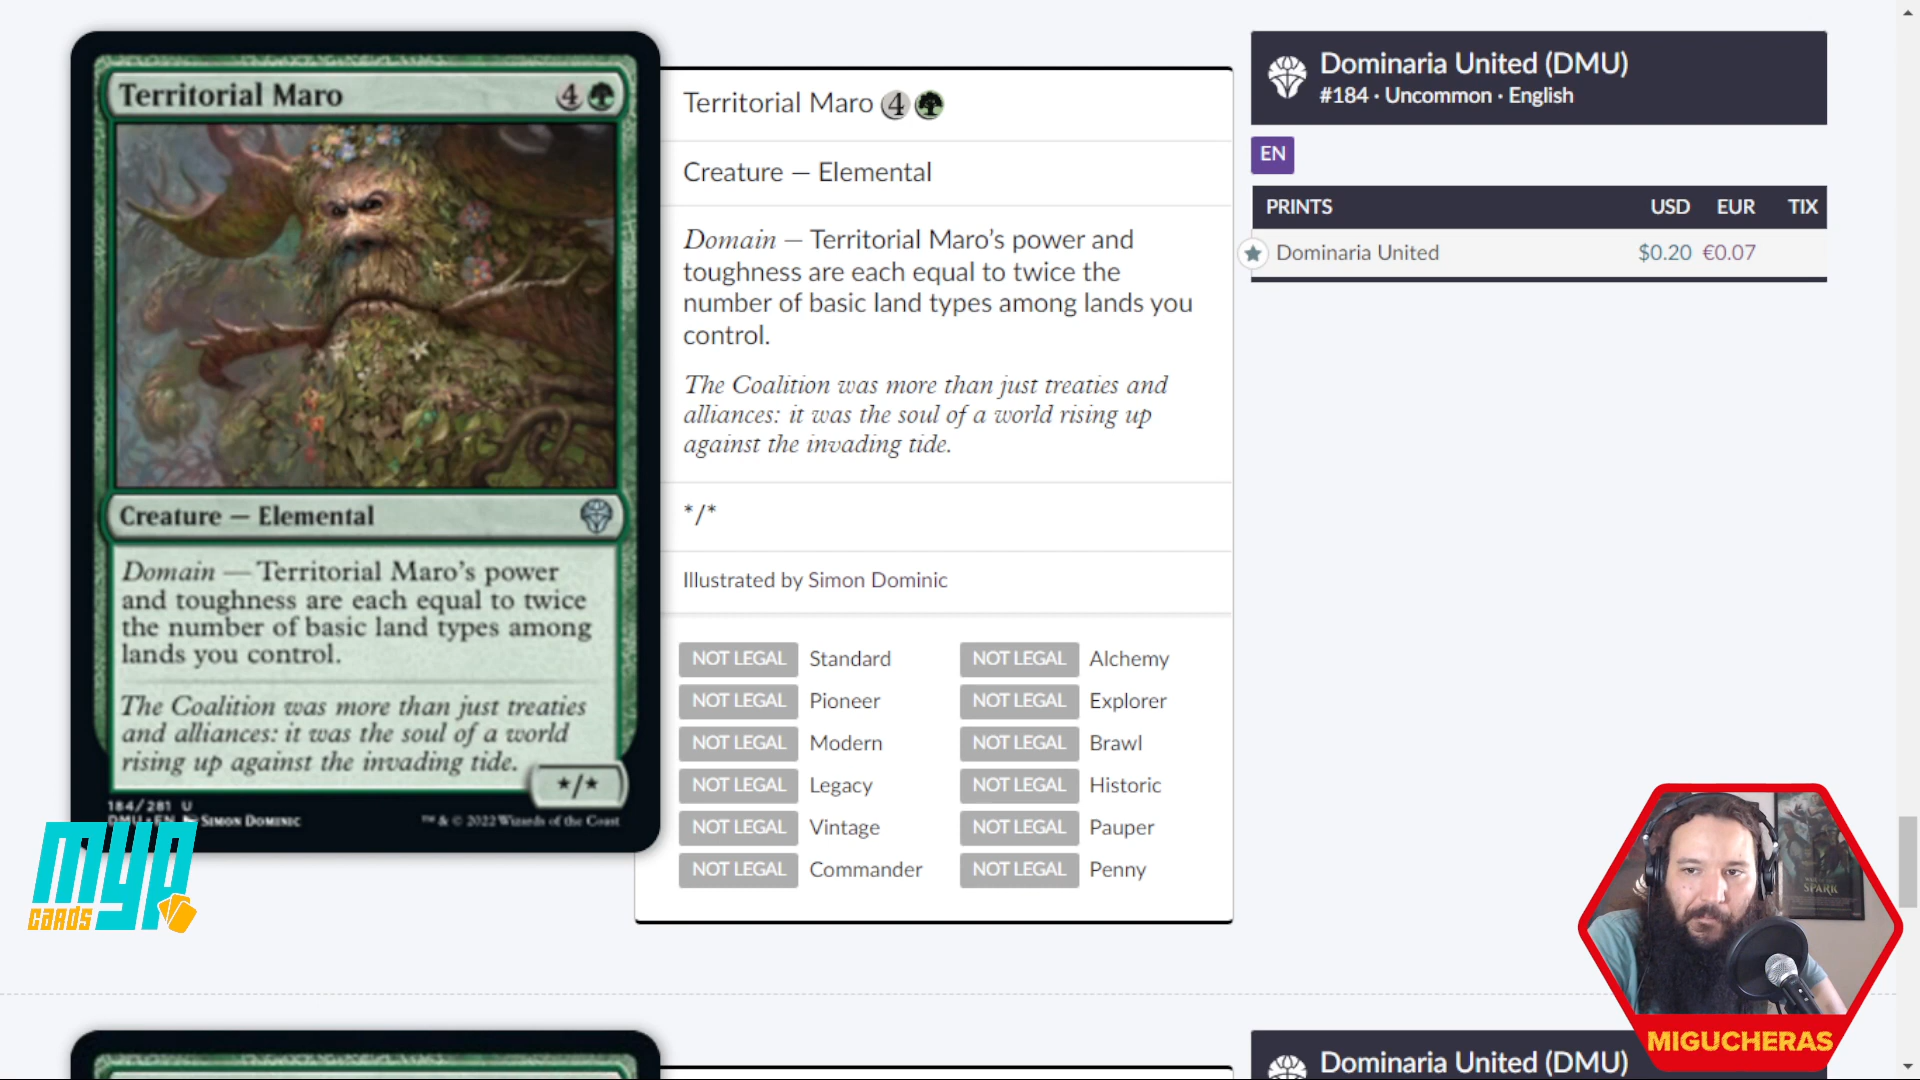 Territorial Maro 4
Creature — Elemental
Domain — Territorial Maro's power
and toughness are each equal to twice
the number of basic land types among
lands you control.
The Coalition was more than just treaties
and alliances: it was the soul of a world
rising up against the invading tide.
*/*
184/281 U
DMU • EN Simon Dominic
™ & © 2022 Wizards of the Coast
myp
cards
Territorial Maro 4
Creature — Elemental
Domain — Territorial Maro's power and
toughness are each equal to twice the
number of basic land types among lands you
control.
The Coalition was more than just treaties and
alliances: it was the soul of a world rising up
against the invading tide.
*/*
Illustrated by Simon Dominic
NOT LEGAL Standard NOT LEGAL Alchemy
NOT LEGAL Pioneer NOT LEGAL Explorer
NOT LEGAL Modern NOT LEGAL Brawl
NOT LEGAL Legacy NOT LEGAL Historic
NOT LEGAL Vintage NOT LEGAL Pauper
NOT LEGAL Commander NOT LEGAL Penny
Dominaria United (DMU)
#184 · Uncommon · English
EN
PRINTS USD EUR TIX
Dominaria United $0.20 €0.07
SPARK
MIGUCHERAS
Dominaria United (DMU)